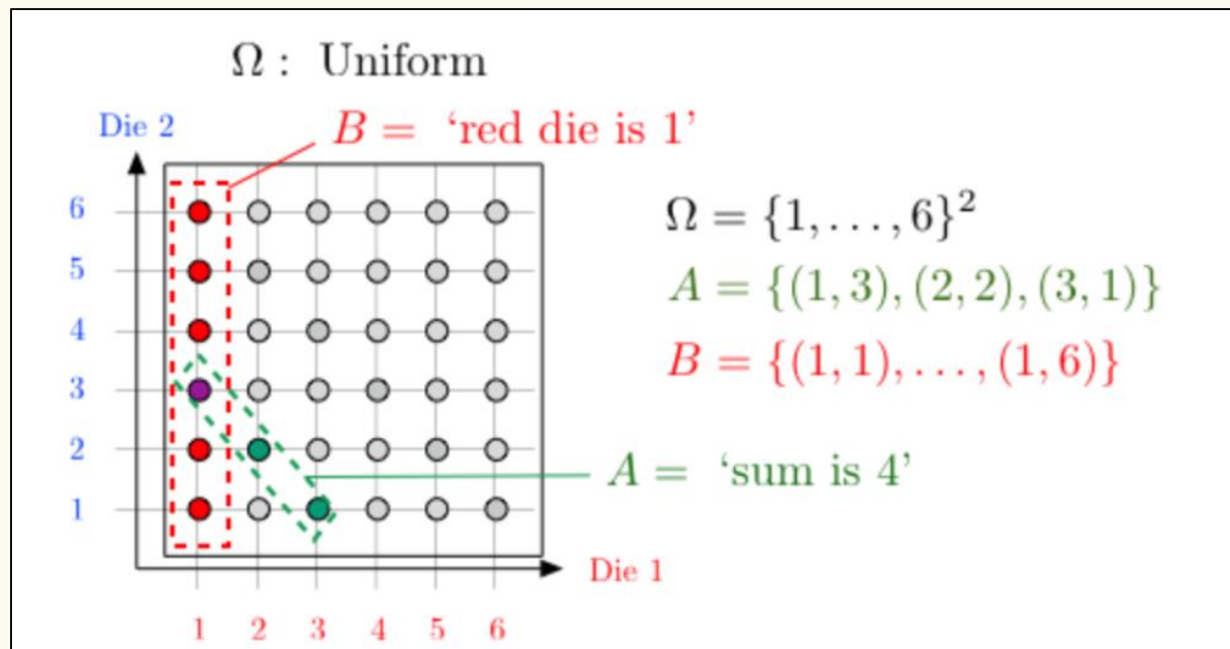 Ω : Uniform
Die 2
B = ‘red die is 1’
6
5
4
3
2
1
Ω = {1, . . . , 6}²
A = {(1, 3), (2, 2), (3, 1)}
B = {(1, 1), . . . , (1, 6)}
A = ‘sum is 4’
Die 1
1 2 3 4 5 6